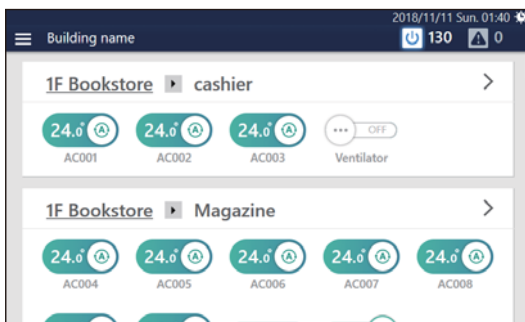 2018/11/11 Sun. 01:40
Building name 130 0
1F Bookstore cashier
24.0° A 24.0° A 24.0° A OFF
AC001 AC002 AC003 Ventilator
1F Bookstore Magazine
24.0° A 24.0° A 24.0° A 24.0° A 24.0° A
AC004 AC005 AC006 AC007 AC008